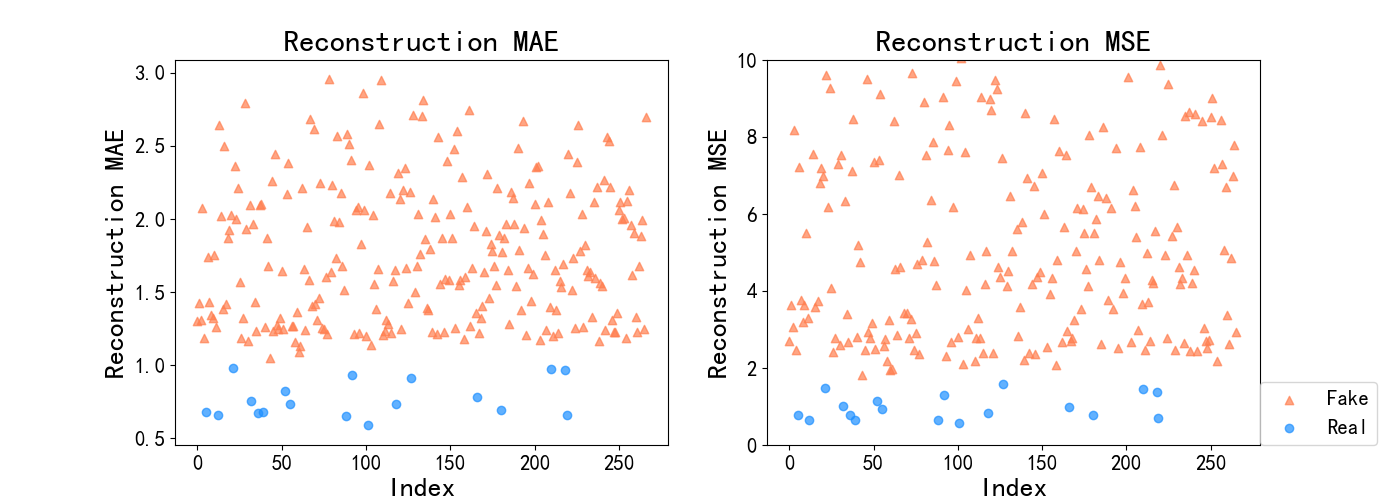 Reconstruction MAE
Reconstruction MAE
3.0
2.5
2.0
1.5
1.0
0.5
0 50 100 150 200 250
Index
Reconstruction MSE
Reconstruction MSE
10
8
6
4
2
0
0 50 100 150 200 250
Index
Fake
Real